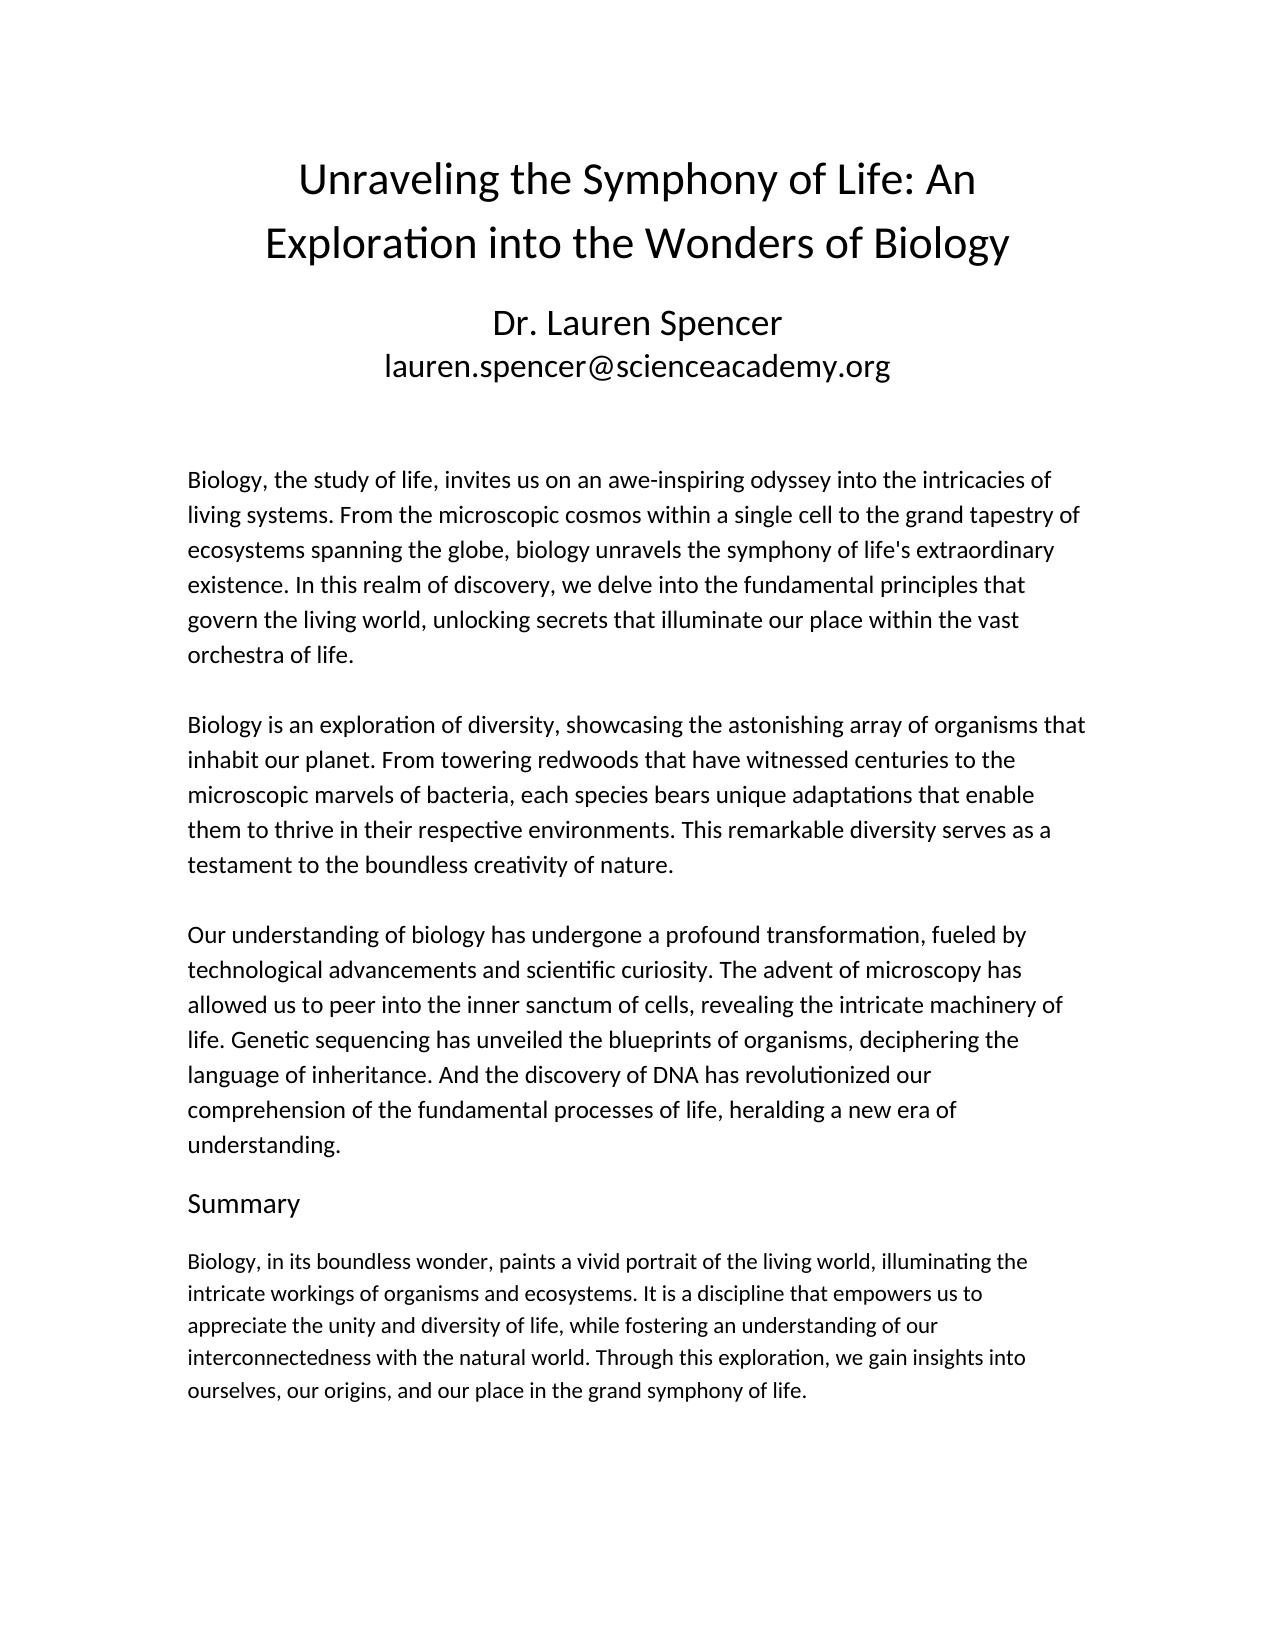 Unraveling the Symphony of Life: An
Exploration into the Wonders of Biology
Dr. Lauren Spencer
lauren.spencer@scienceacademy.org
Biology, the study of life, invites us on an awe-inspiring odyssey into the intricacies of
living systems. From the microscopic cosmos within a single cell to the grand tapestry of
ecosystems spanning the globe, biology unravels the symphony of life's extraordinary
existence. In this realm of discovery, we delve into the fundamental principles that
govern the living world, unlocking secrets that illuminate our place within the vast
orchestra of life.
Biology is an exploration of diversity, showcasing the astonishing array of organisms that
inhabit our planet. From towering redwoods that have witnessed centuries to the
microscopic marvels of bacteria, each species bears unique adaptations that enable
them to thrive in their respective environments. This remarkable diversity serves as a
testament to the boundless creativity of nature.
Our understanding of biology has undergone a profound transformation, fueled by
technological advancements and scientific curiosity. The advent of microscopy has
allowed us to peer into the inner sanctum of cells, revealing the intricate machinery of
life. Genetic sequencing has unveiled the blueprints of organisms, deciphering the
language of inheritance. And the discovery of DNA has revolutionized our
comprehension of the fundamental processes of life, heralding a new era of
understanding.
Summary
Biology, in its boundless wonder, paints a vivid portrait of the living world, illuminating the
intricate workings of organisms and ecosystems. It is a discipline that empowers us to
appreciate the unity and diversity of life, while fostering an understanding of our
interconnectedness with the natural world. Through this exploration, we gain insights into
ourselves, our origins, and our place in the grand symphony of life.